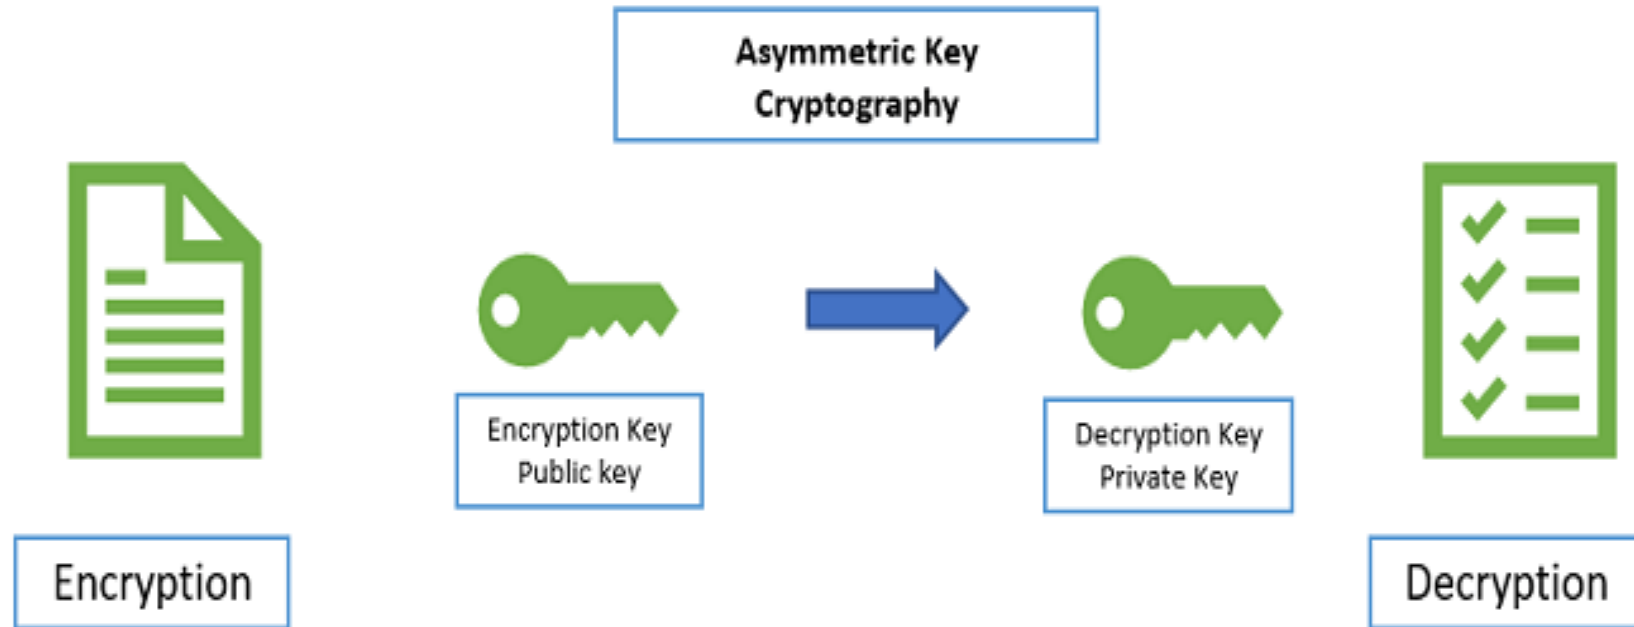 Asymmetric Key
Cryptography
Encryption Key
Public key
Decryption Key
Private Key
Encryption
Decryption